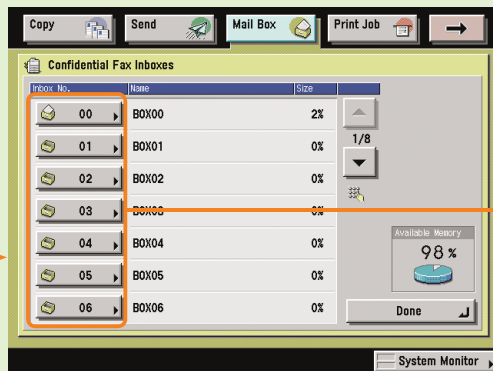 Copy Send Mail Box Print Job
Confidential Fax Inboxes
Inbox No. Name Size
00 BOX00 2%
01 BOX01 0%
1/8
02 BOX02 0%
03 BOX03 0%
Available Memory
98 %
04 BOX04 0%
05 BOX05 0%
06 BOX06 0%
Done
System Monitor